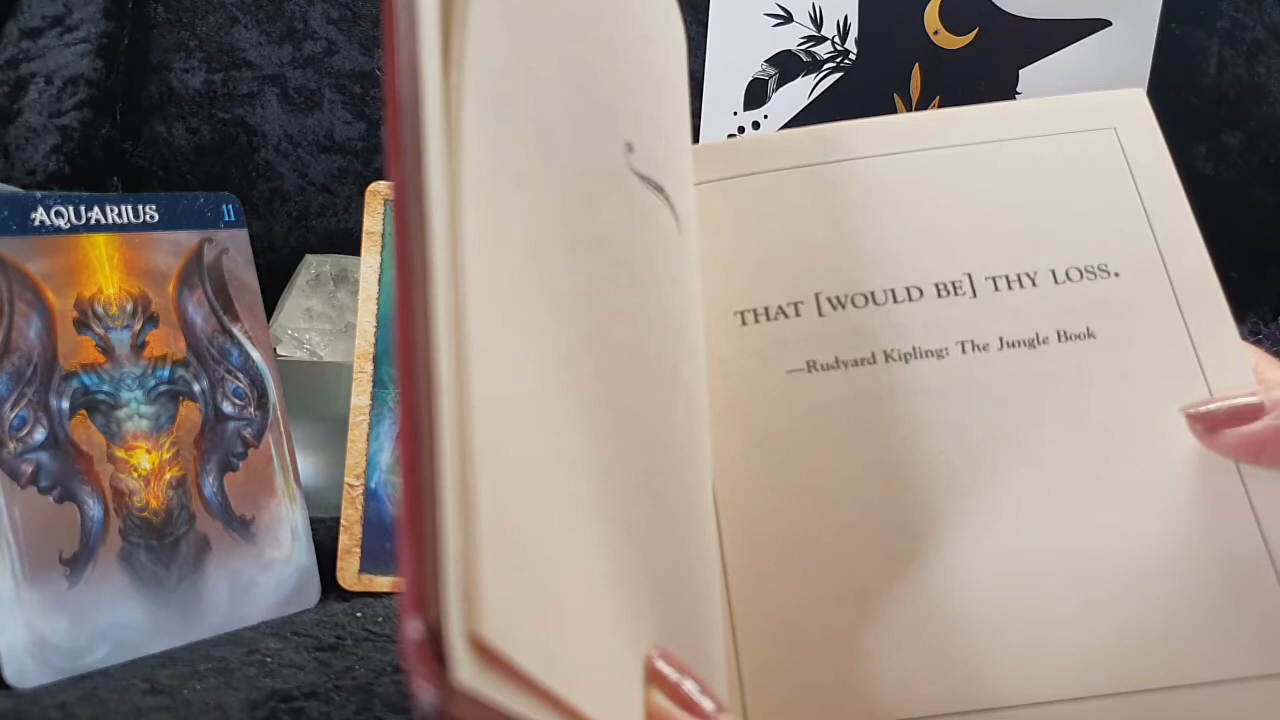 AQUARIUS 11
THAT [WOULD BE] THY LOSS.
—Rudyard Kipling: The Jungle Book